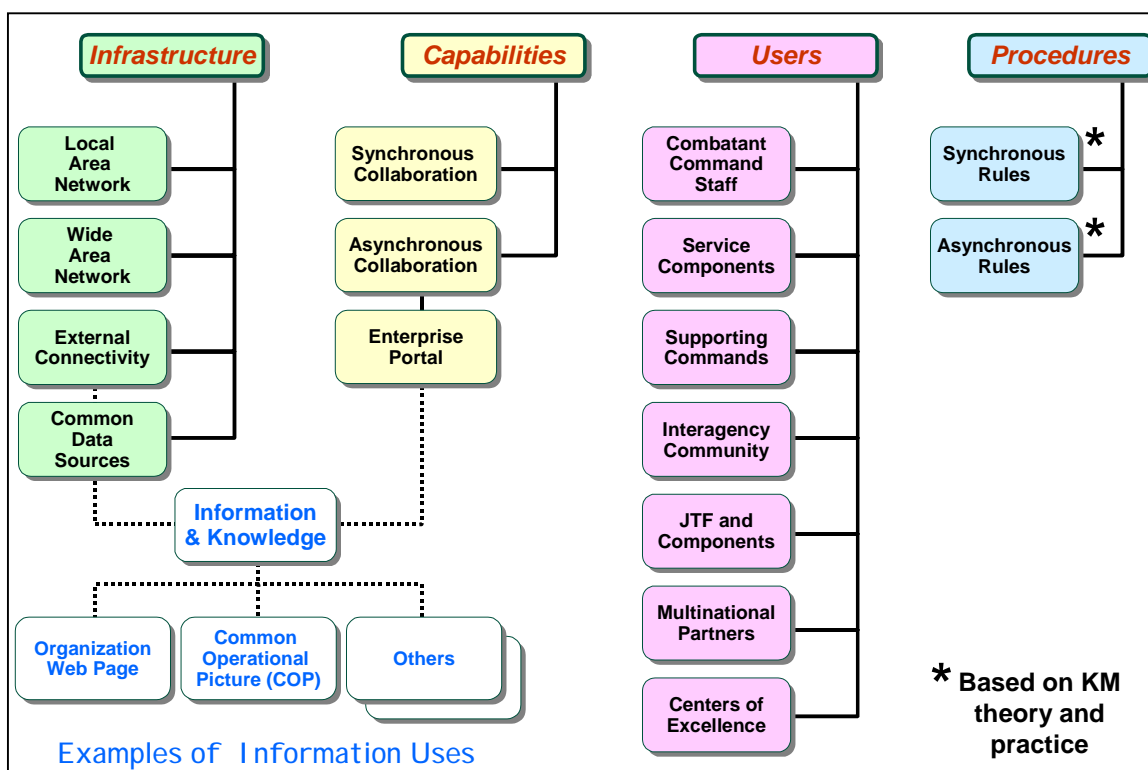 Infrastructure
Local
Area
Network
Wide
Area
Network
External
Connectivity
Common
Data
Sources
Capabilities
Synchronous
Collaboration
Asynchronous
Collaboration
Enterprise
Portal
Information
& Knowledge
Organization
Web Page
Common
Operational
Picture (COP)
Others
Examples of Information Uses
Users
Combatant
Command
Staff
Service
Components
Supporting
Commands
Interagency
Community
JTF and
Components
Multinational
Partners
Centers of
Excellence
Procedures
Synchronous
Rules *
Asynchronous
Rules *
* Based on KM
theory and
practice